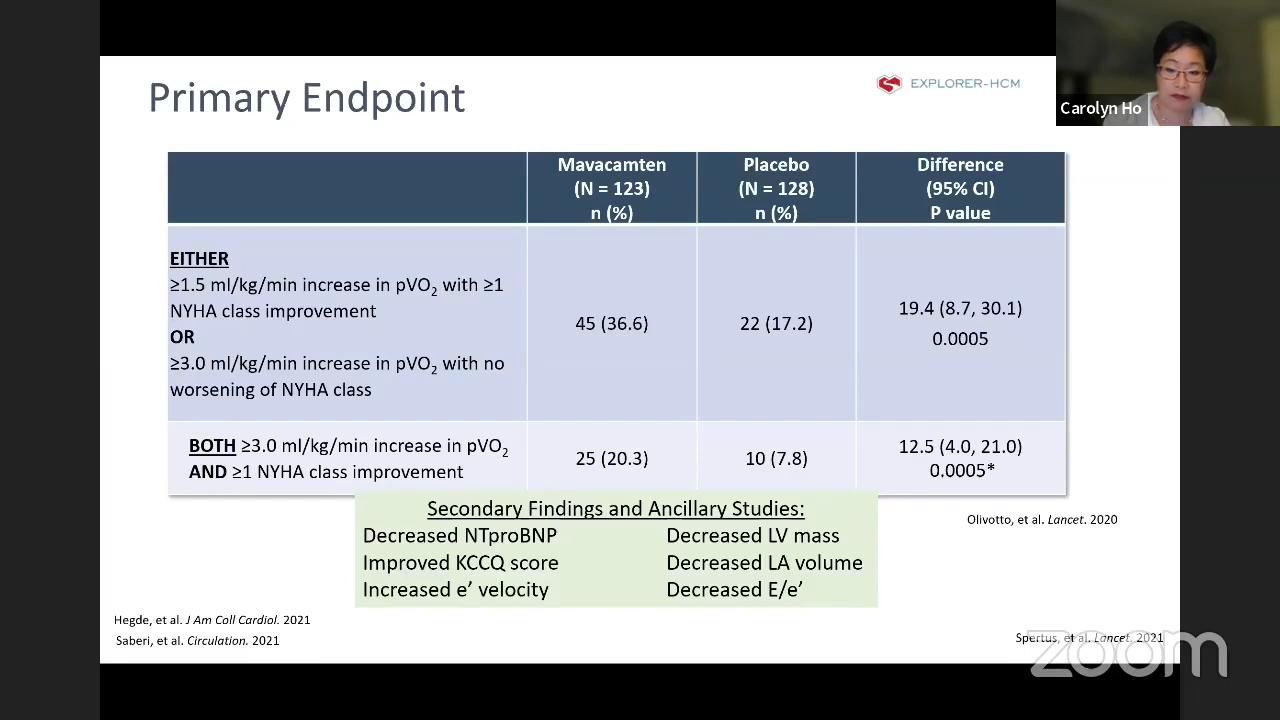 Primary Endpoint
EXPLORER-HCM
Carolyn Ho
Mavacamten
(N = 123)
n (%)
Placebo
(N = 128)
n (%)
Difference
(95% CI)
P value
EITHER
≥1.5 ml/kg/min increase in pVO₂ with ≥1
NYHA class improvement
OR
≥3.0 ml/kg/min increase in pVO₂ with no
worsening of NYHA class
45 (36.6)
22 (17.2)
19.4 (8.7, 30.1)
0.0005
BOTH ≥3.0 ml/kg/min increase in pVO₂
AND ≥1 NYHA class improvement
25 (20.3)
10 (7.8)
12.5 (4.0, 21.0)
0.0005*
Secondary Findings and Ancillary Studies:
Decreased NTproBNP
Improved KCCQ score
Increased e’ velocity
Decreased LV mass
Decreased LA volume
Decreased E/e’
Olivotto, et al. Lancet. 2020
Hegde, et al. J Am Coll Cardiol. 2021
Saberi, et al. Circulation. 2021
Spertus, et al. Lancet. 2021
zoom